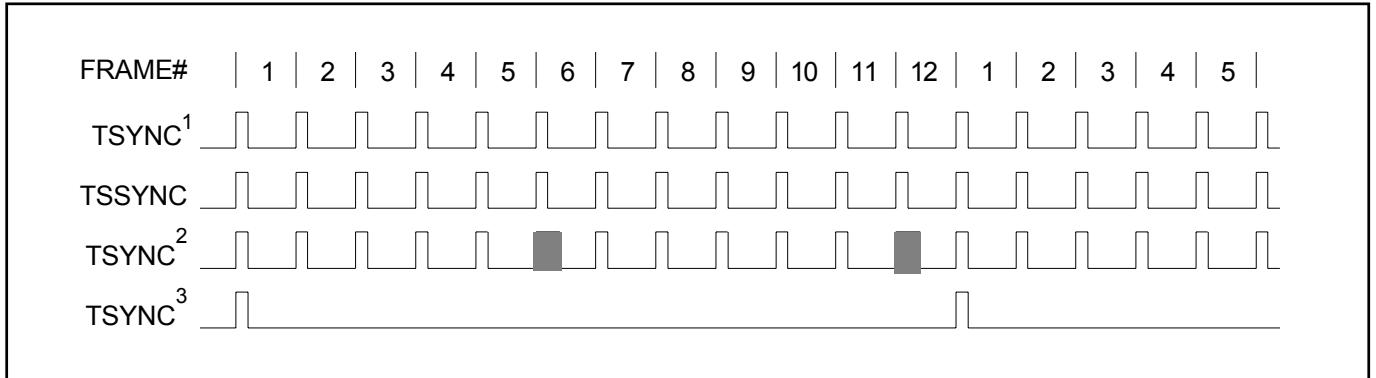 FRAME# 1 2 3 4 5 6 7 8 9 10 11 12 1 2 3 4 5
TSYNC¹
TSSYNC
TSYNC²
TSYNC³